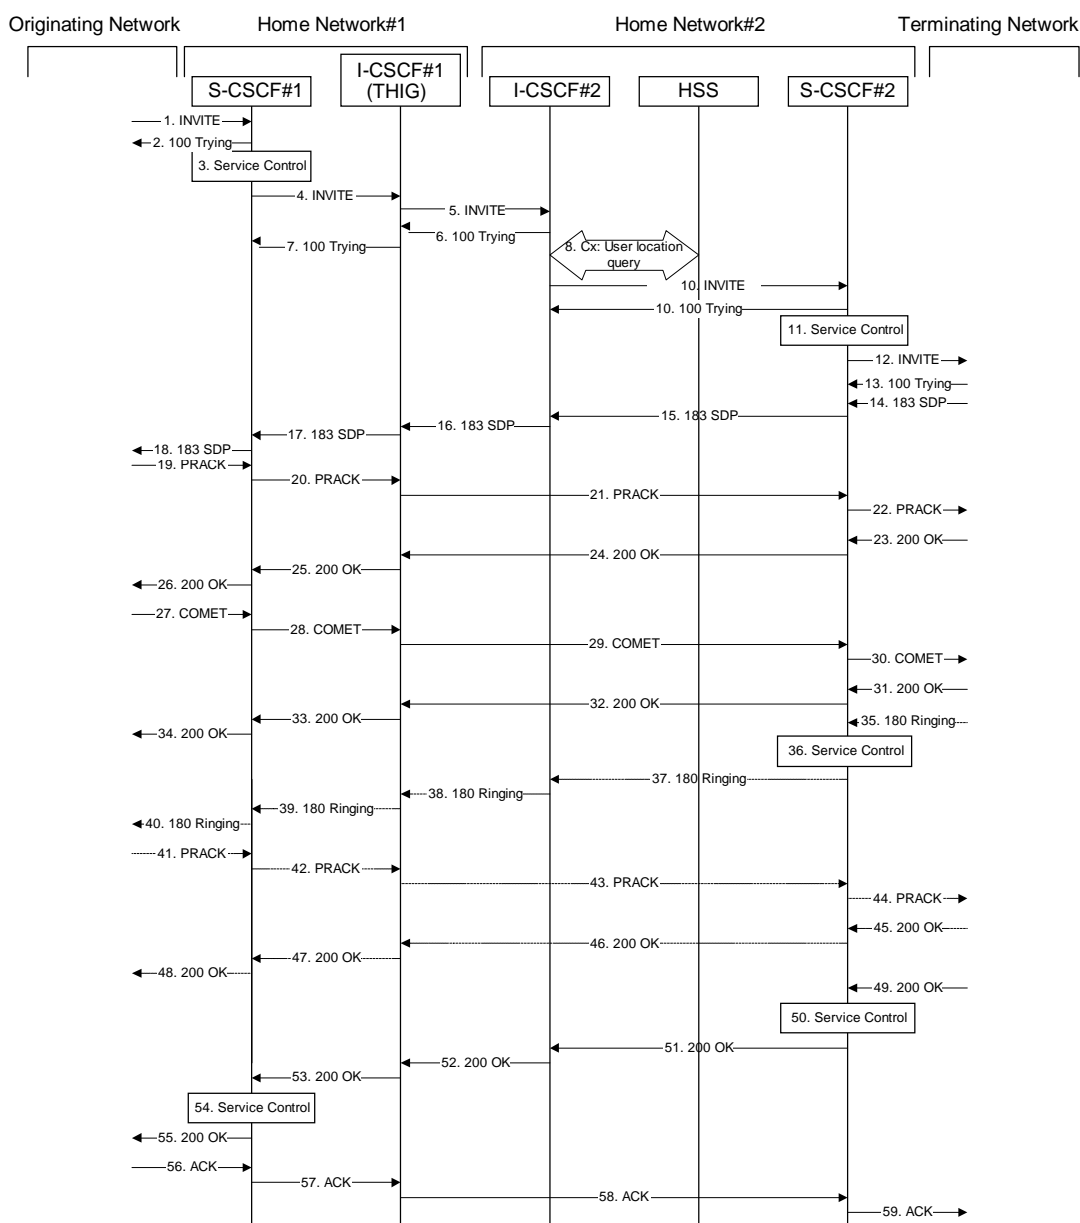 Originating Network
Home Network#1
Home Network#2
Terminating Network
S-CSCF#1
I-CSCF#1
(THIG)
I-CSCF#2
HSS
S-CSCF#2
1. INVITE
2. 100 Trying
3. Service Control
4. INVITE
5. INVITE
6. 100 Trying
7. 100 Trying
8. Cx: User location
query
10. INVITE
10. 100 Trying
11. Service Control
12. INVITE
13. 100 Trying
14. 183 SDP
15. 183 SDP
16. 183 SDP
17. 183 SDP
18. 183 SDP
19. PRACK
20. PRACK
21. PRACK
22. PRACK
23. 200 OK
24. 200 OK
25. 200 OK
26. 200 OK
27. COMET
28. COMET
29. COMET
30. COMET
31. 200 OK
32. 200 OK
33. 200 OK
34. 200 OK
35. 180 Ringing
36. Service Control
37. 180 Ringing
38. 180 Ringing
39. 180 Ringing
40. 180 Ringing
41. PRACK
42. PRACK
43. PRACK
44. PRACK
45. 200 OK
46. 200 OK
47. 200 OK
48. 200 OK
49. 200 OK
50. Service Control
51. 200 OK
52. 200 OK
53. 200 OK
54. Service Control
55. 200 OK
56. ACK
57. ACK
58. ACK
59. ACK